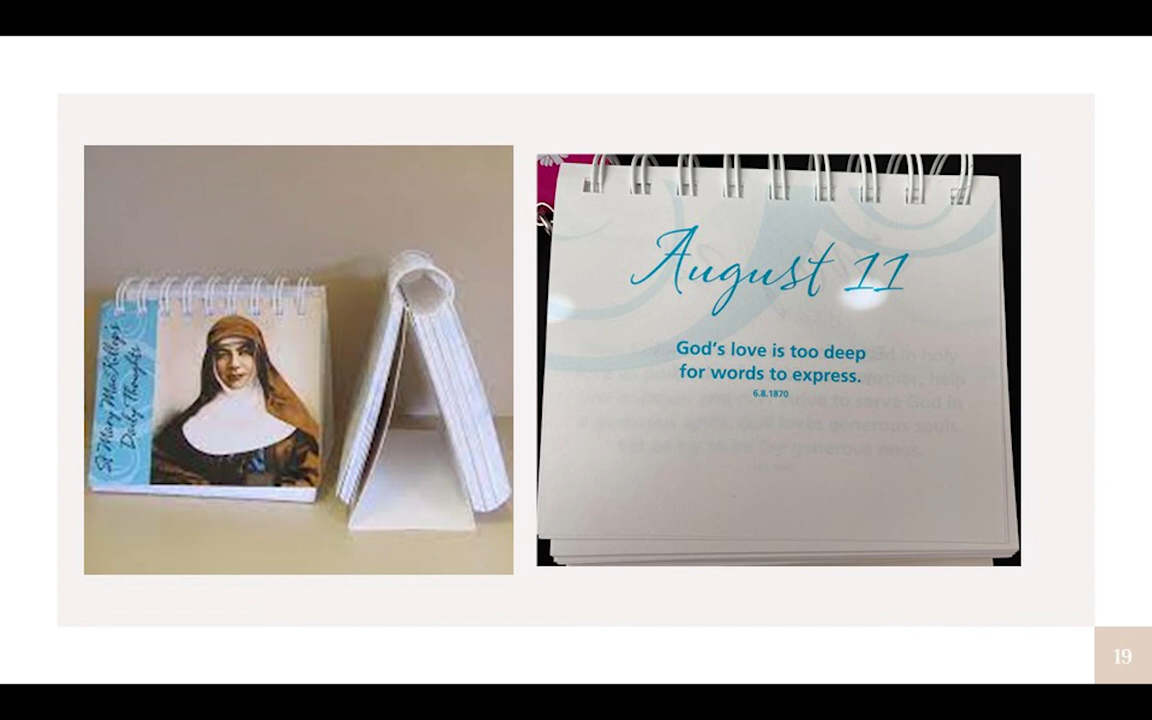 St Mary MacKillop's
Daily Thoughts
August 11
God's love is too deep
for words to express.
6.8.1870
19